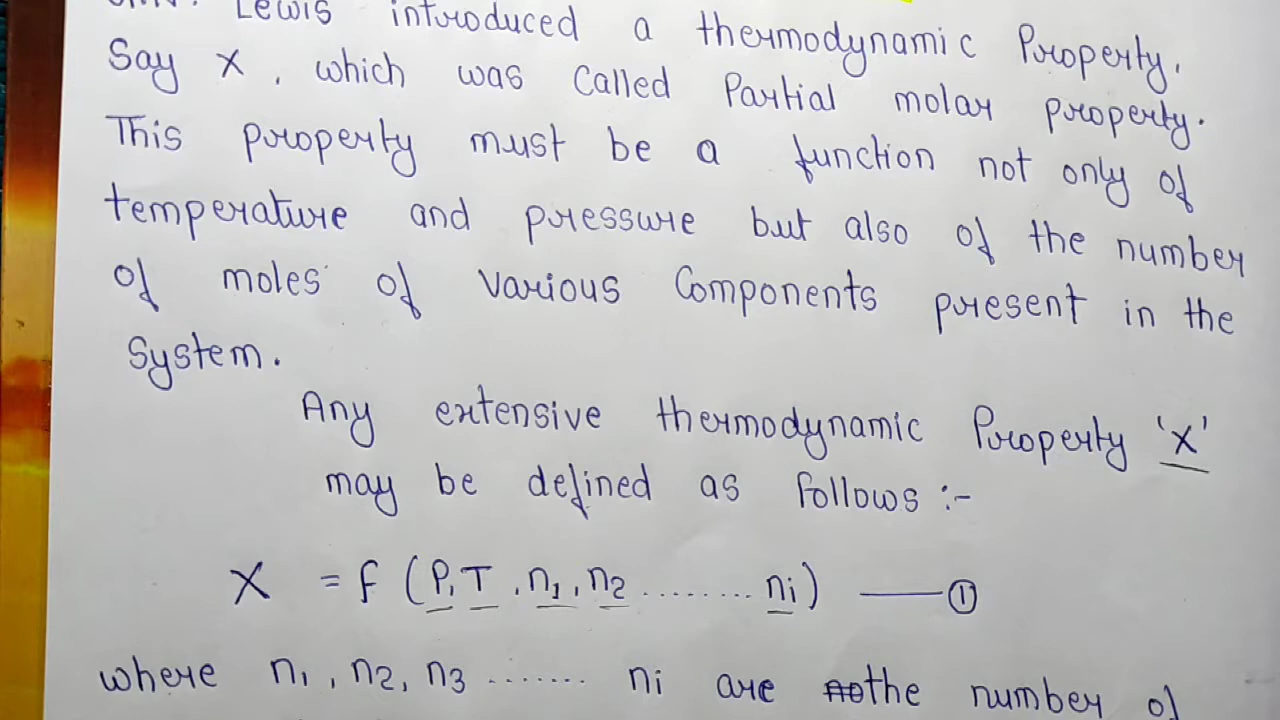 Lewis introduced a thermodynamic Property.
Say X, which was Called Partial molar property.
This property must be a function not only of
temperature and pressure but also of the number
of moles of various Components present in the
System.
Any extensive thermodynamic Property 'X'
may be defined as follows :-
X = f (P, T, n1, n2 ........ ni) —— ①
where n1, n2, n3 ....... ni are the number of